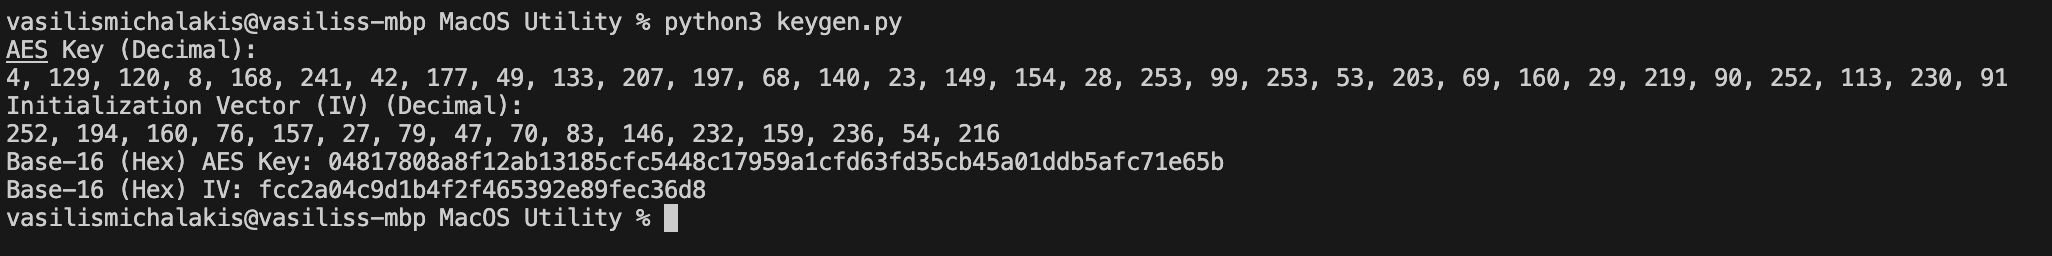 vasilismichalakis@vasiliss-mbp MacOS Utility % python3 keygen.py
AES Key (Decimal):
4, 129, 120, 8, 168, 241, 42, 177, 49, 133, 207, 197, 68, 140, 23, 149, 154, 28, 253, 99, 253, 53, 203, 69, 160, 29, 219, 90, 252, 113, 230, 91
Initialization Vector (IV) (Decimal):
252, 194, 160, 76, 157, 27, 79, 47, 70, 83, 146, 232, 159, 236, 54, 216
Base-16 (Hex) AES Key: 04817808a8f12ab13185cfc5448c17959a1cfd63fd35cb45a01ddb5afc71e65b
Base-16 (Hex) IV: fcc2a04c9d1b4f2f465392e89fec36d8
vasilismichalakis@vasiliss-mbp MacOS Utility %